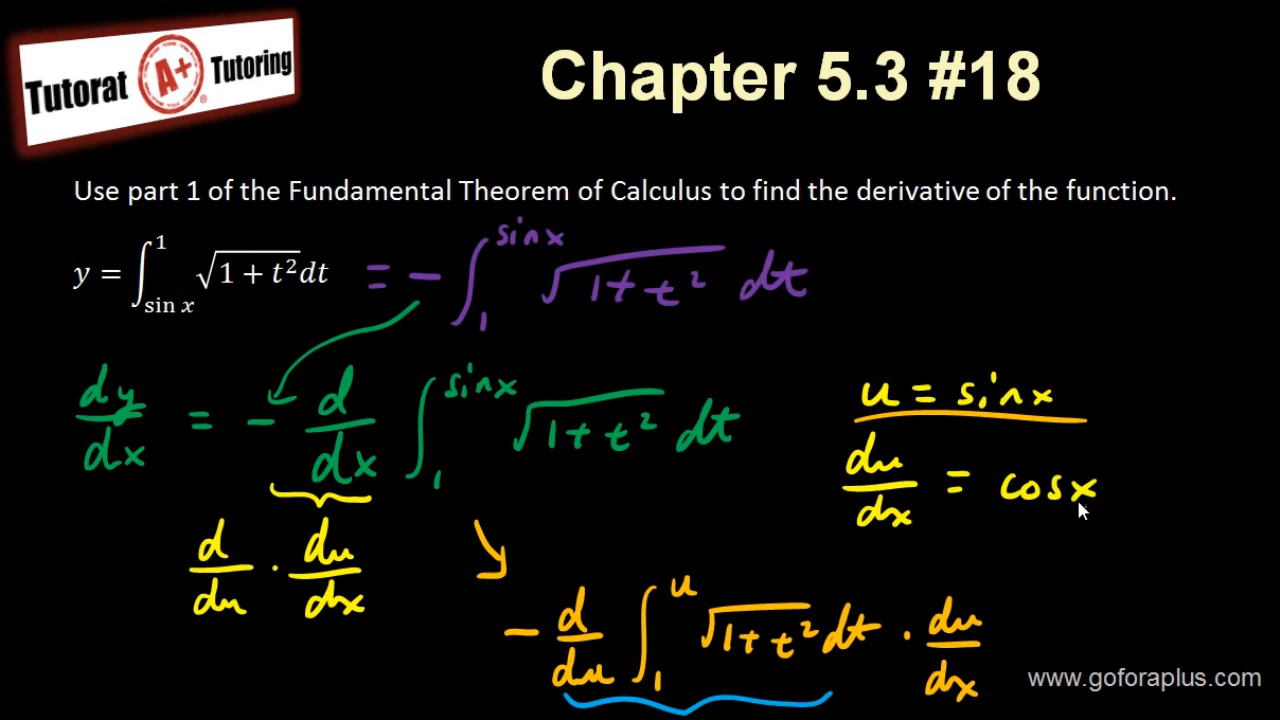 Tutorat A+ Tutoring
Chapter 5.3 #18
Use part 1 of the Fundamental Theorem of Calculus to find the derivative of the function.
y = ∫_{sin x}^{1} √(1 + t²) dt = − ∫_{1}^{sin x} √(1 + t²) dt
dy/dx = − d/dx ∫_{1}^{sin x} √(1 + t²) dt
u = sin x
du/dx = cos x
d/du · du/dx
− d/du ∫_{1}^{u} √(1 + t²) dt · du/dx
www.goforaplus.com